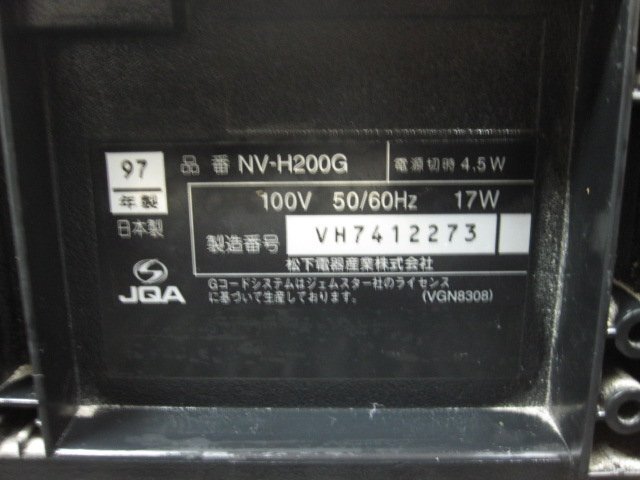 97
年製
日本製
JQA
品番 NV-H200G
電源切時 4.5W
100V 50/60Hz 17W
製造番号 VH7412273
松下電器産業株式会社
Gコードシステムはジェムスター社のライセンス
に基づいて生産しております。 (VGN8308)